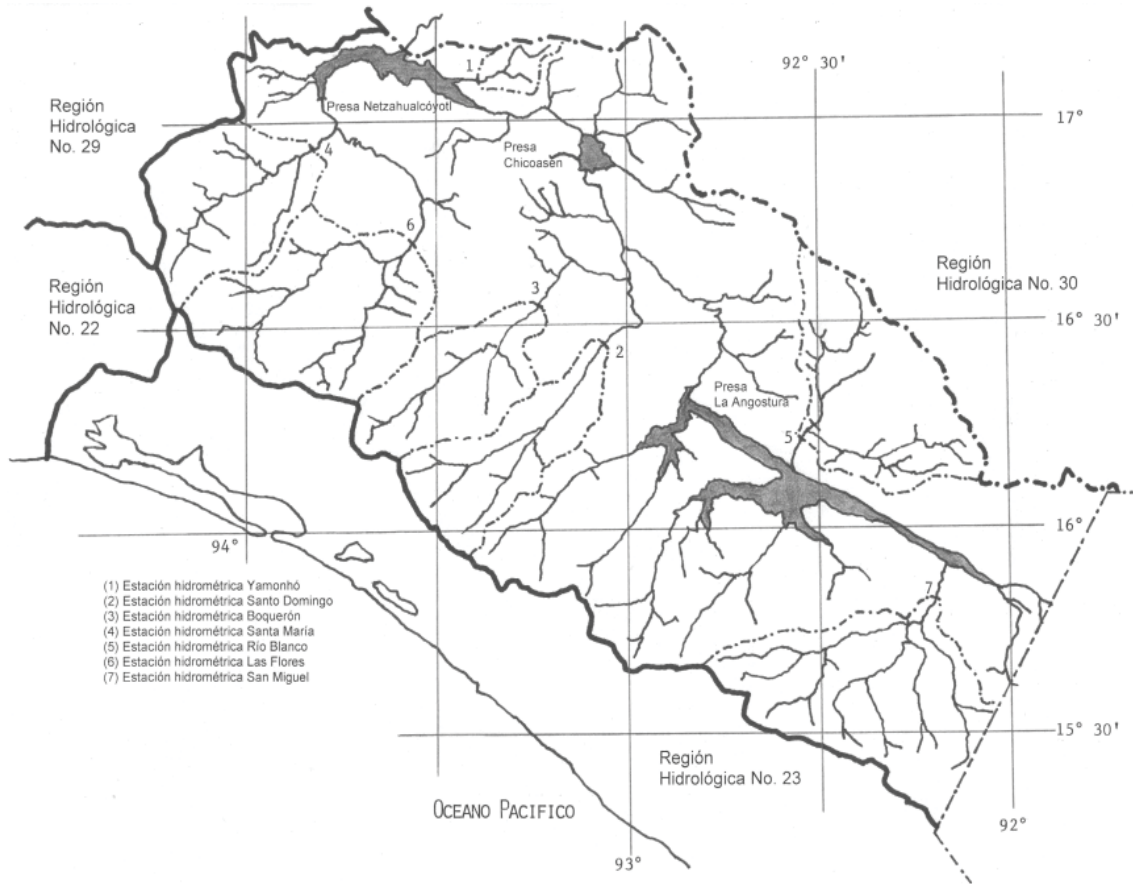 92° 30'
1
Región
Hidrológica
No. 29
Presa Netzahualcóyotl
17°
4
Presa
Chicoasén
6
Región
Hidrológica No. 30
Región
Hidrológica
No. 22
3
16° 30'
2
Presa
La Angostura
5
16°
94°
(1) Estación hidrométrica Yamonhó
(2) Estación hidrométrica Santo Domingo
(3) Estación hidrométrica Boquerón
(4) Estación hidrométrica Santa María
(5) Estación hidrométrica Río Blanco
(6) Estación hidrométrica Las Flores
(7) Estación hidrométrica San Miguel
7
15° 30'
Región
Hidrológica No. 23
OCEANO PACIFICO
92°
93°